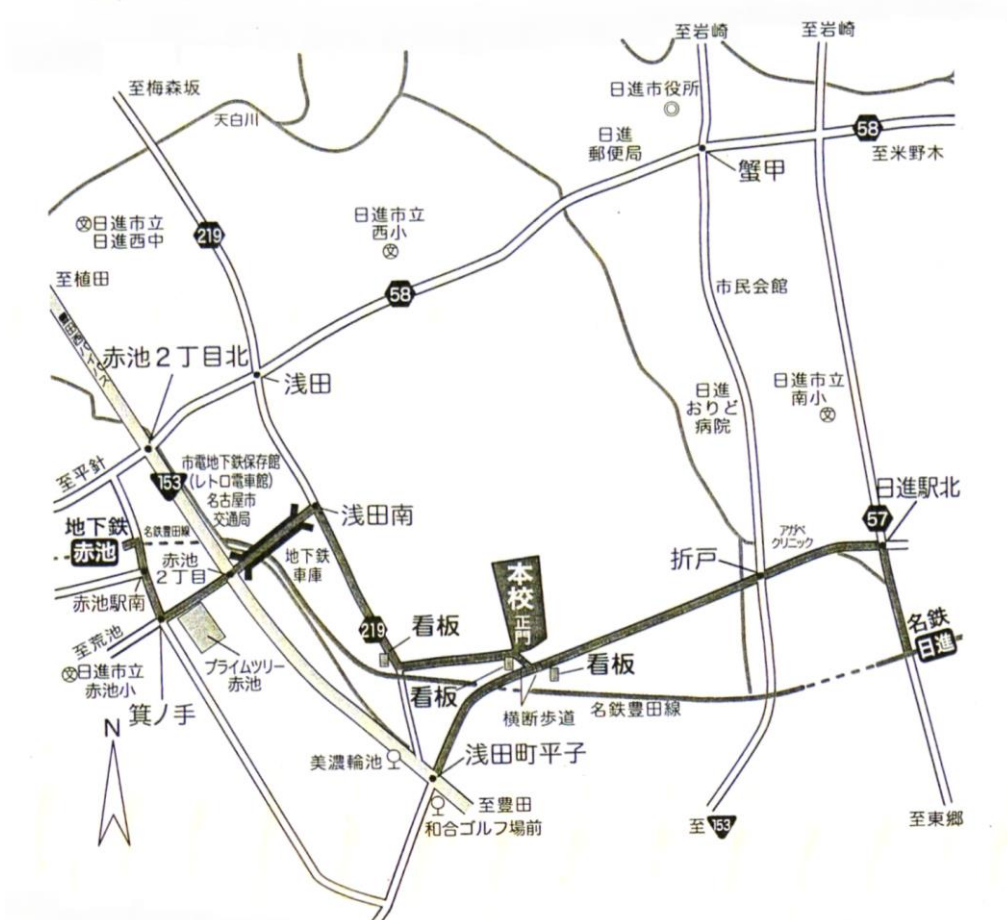 至岩崎
至岩崎
至梅森坂
日進市役所
天白川
58
日進
郵便局
至米野木
蟹甲
日進市立
日進西中
文
219
日進市立
西小
文
至植田
58
市民会館
赤池2丁目北
浅田
日進
おりど
病院
日進市立
南小
文
至平針
153
市電地下鉄保存館
(レトロ電車館)
名古屋市
交通局
浅田南
日進駅北
57
地下鉄
赤池
名鉄豊田線
赤池
2丁目
地下鉄
車庫
アガペ
クリニック
折戸
本校
正門
赤池駅南
219
看板
名鉄
日進
至荒池
プライムツリー
赤池
看板
看板
文
日進市立
赤池小
横断歩道
名鉄豊田線
箕ノ手
N
美濃輪池
浅田町平子
至豊田
和合ゴルフ場前
至153
至東郷